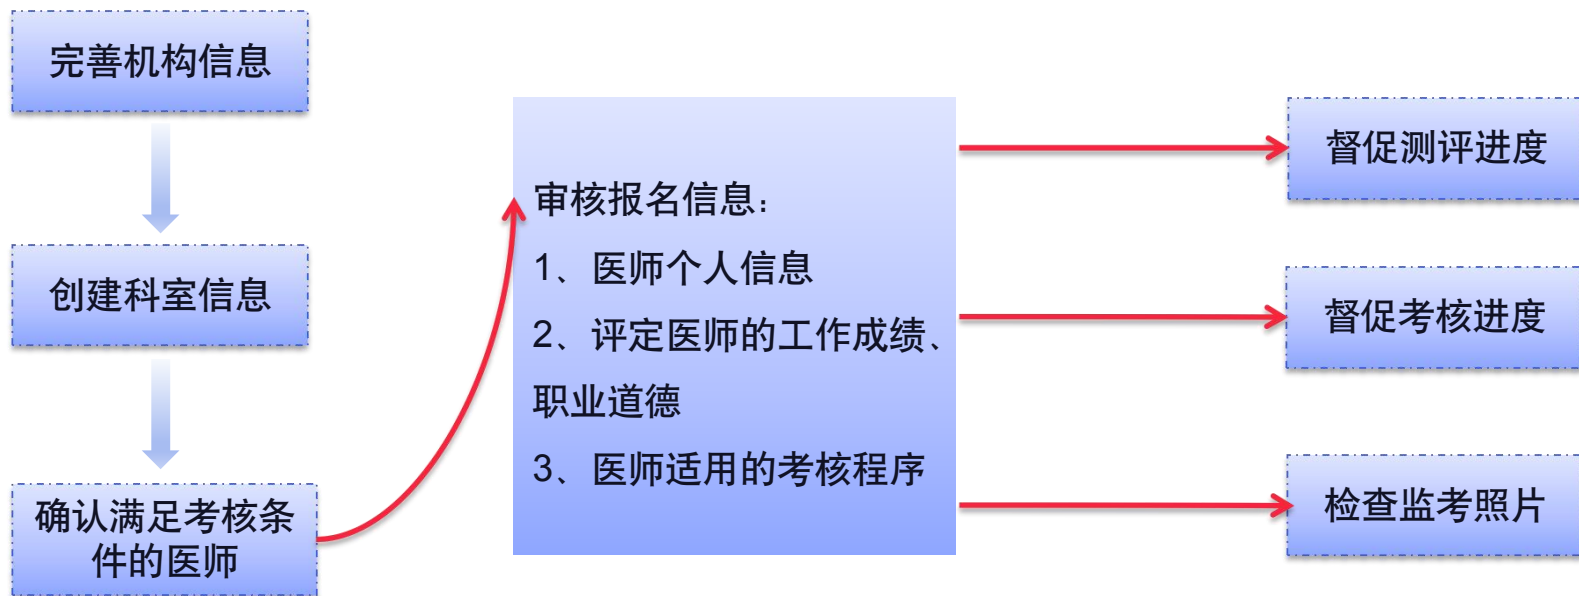 完善机构信息
创建科室信息
确认满足考核条
件的医师
审核报名信息：
1、医师个人信息
2、评定医师的工作成绩、
职业道德
3、医师适用的考核程序
督促测评进度
督促考核进度
检查监考照片